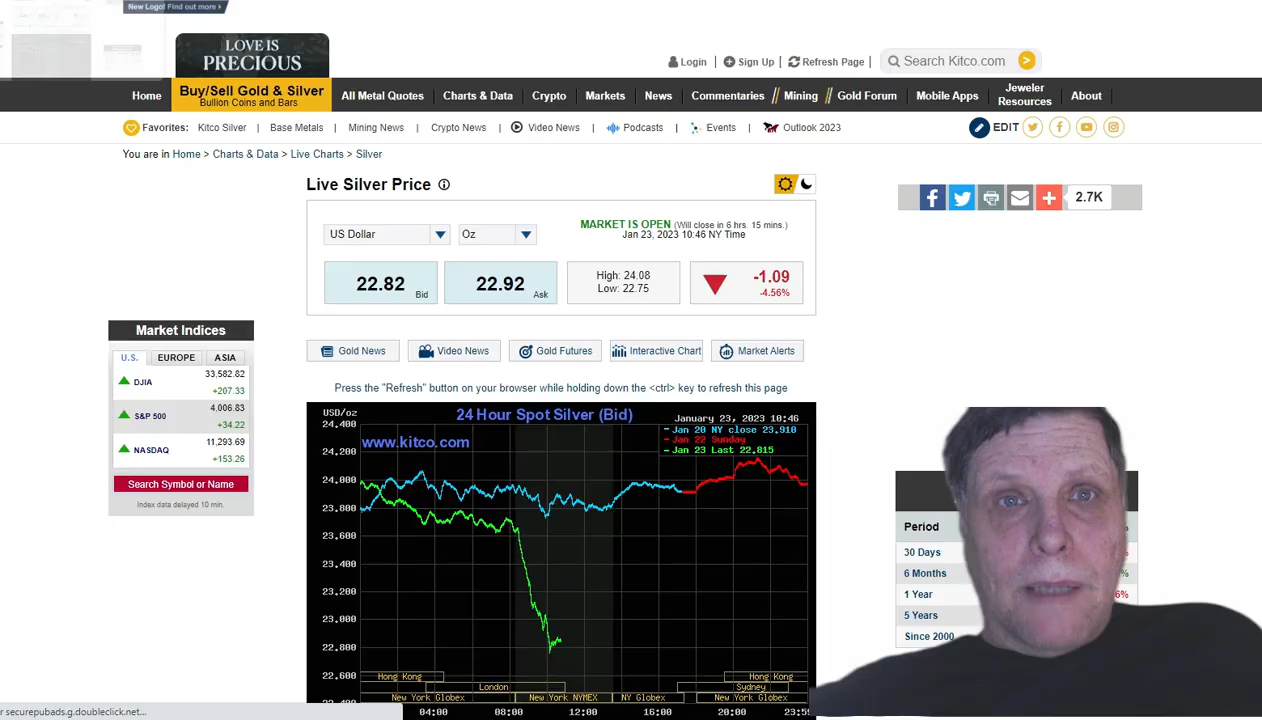 New Logo! Find out more
LOVE IS
PRECIOUS
Login | Sign Up | Refresh Page |
Search Kitco.com
Home
Buy/Sell Gold & Silver
Bullion Coins and Bars
All Metal Quotes
Charts & Data
Crypto
Markets
News
Commentaries
Mining
Gold Forum
Mobile Apps
Jeweler
Resources
About
Favorites: Kitco Silver | Base Metals | Mining News | Crypto News | Video News | Podcasts | Events | Outlook 2023
EDIT
You are in Home > Charts & Data > Live Charts > Silver
Live Silver Price
2.7K
US Dollar
Oz
MARKET IS OPEN (Will close in 6 hrs. 15 mins.)
Jan 23, 2023 10:46 NY Time
22.82 Bid
22.92 Ask
High: 24.08
Low: 22.75
-1.09
-4.56%
Market Indices
U.S. EUROPE ASIA
DJIA 33,582.82
+207.33
S&P 500 4,006.83
+34.22
NASDAQ 11,293.69
+153.26
Search Symbol or Name
Index data delayed 10 min.
Gold News
Video News
Gold Futures
Interactive Chart
Market Alerts
Press the "Refresh" button on your browser while holding down the <ctrl> key to refresh this page
USD/oz
24 Hour Spot Silver (Bid)
January 23, 2023 10:46
www.kitco.com
Jan 20 NY close 23.910
Jan 22 Sunday
Jan 23 Last 22.815
24.400
24.200
24.000
23.800
23.600
23.400
23.200
23.000
22.800
22.600
Hong Kong
London
New York Globex
New York NYMEX
NY Globex
Hong Kong
Sydney
New York Globex
04:00 08:00 12:00 16:00 20:00 23:59
Period
30 Days
6 Months
1 Year
5 Years
Since 2000
%
6%
r securepubads.g.doubleclick.net...